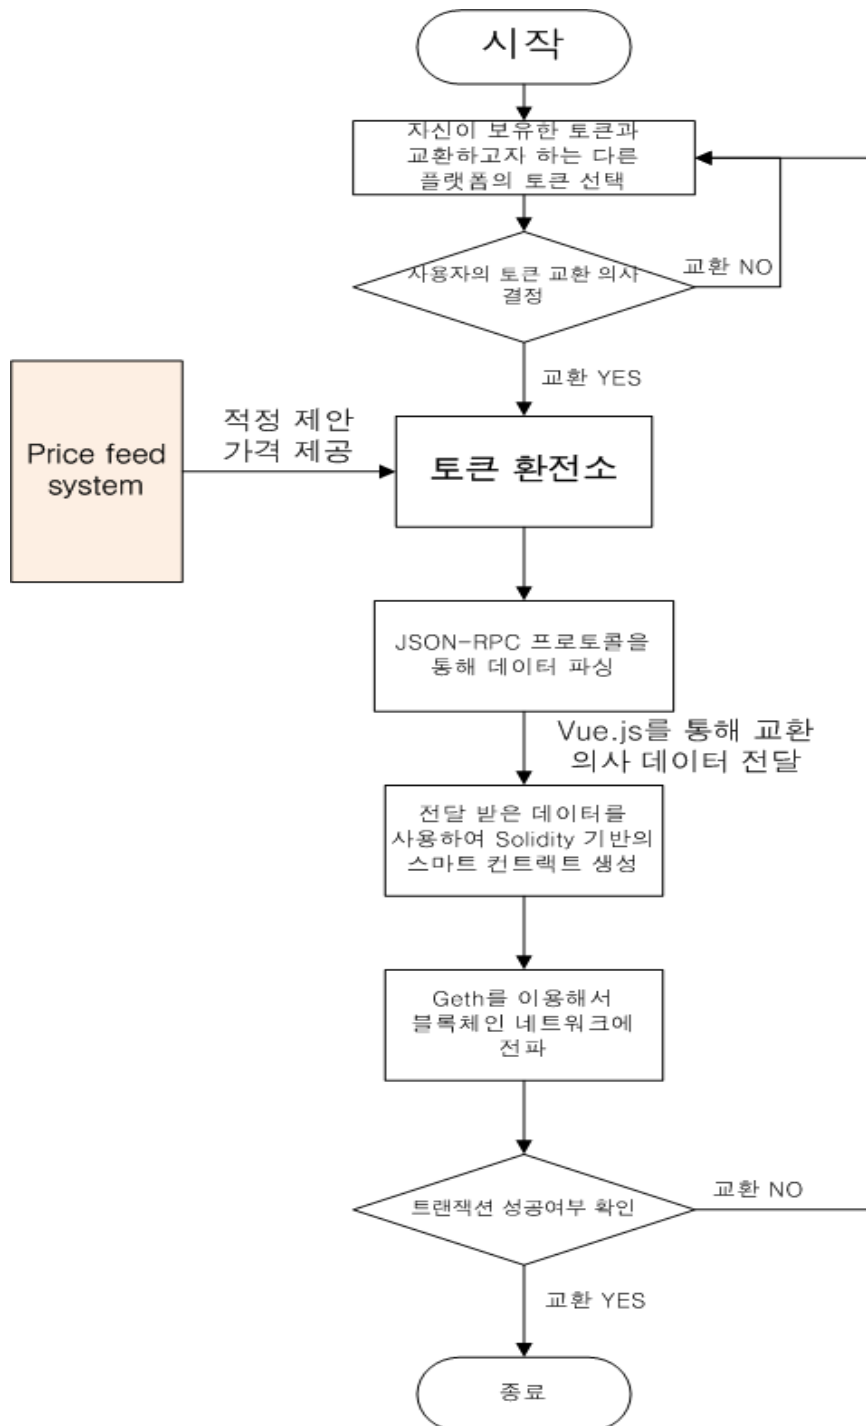 시작
자신이 보유한 토큰과
교환하고자 하는 다른
플랫폼의 토큰 선택
사용자의 토큰 교환 의사
결정
교환 NO
교환 YES
Price feed
system
적정 제안
가격 제공
토큰 환전소
JSON-RPC 프로토콜을
통해 데이터 파싱
Vue.js를 통해 교환
의사 데이터 전달
전달 받은 데이터를
사용하여 Solidity 기반의
스마트 컨트랙트 생성
Geth를 이용해서
블록체인 네트워크에
전파
트랜잭션 성공여부 확인
교환 NO
교환 YES
종료